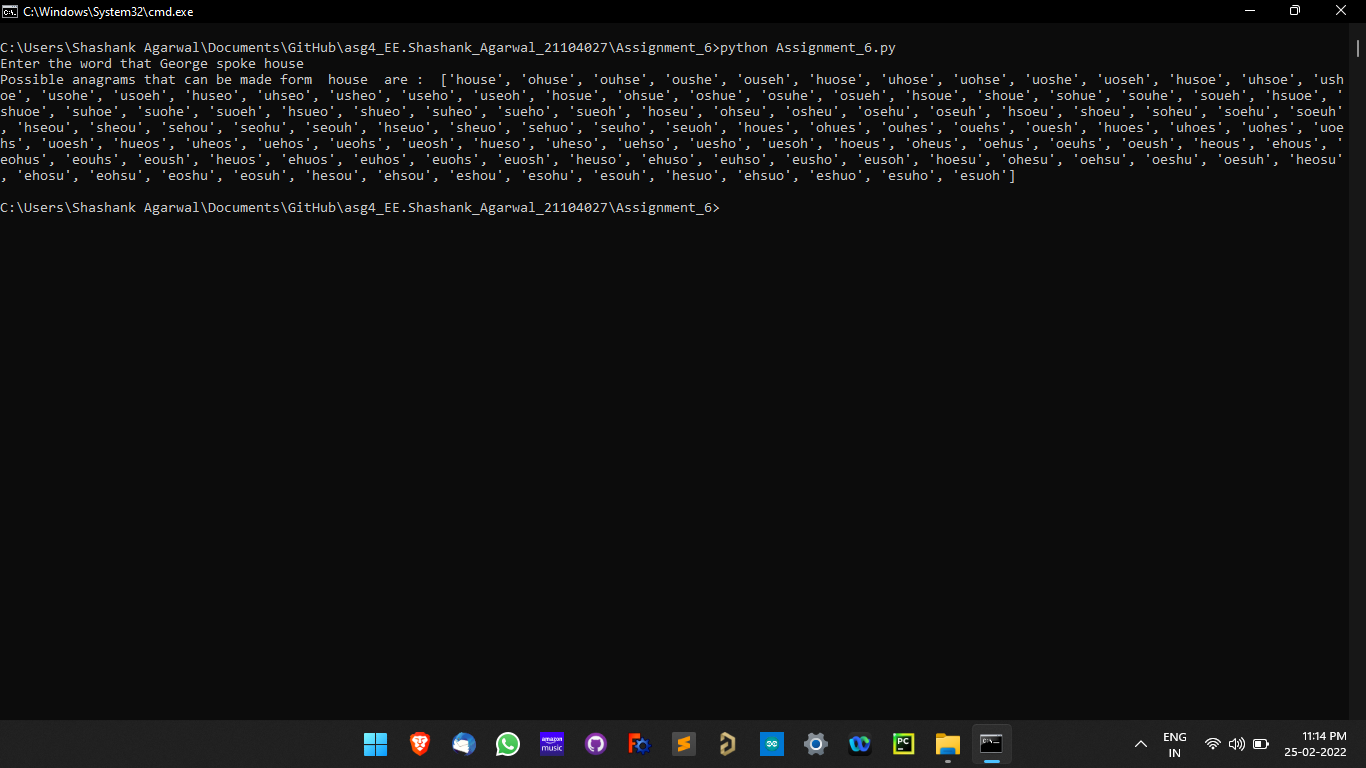 C:\Windows\System32\cmd.exe
C:\Users\Shashank Agarwal\Documents\GitHub\asg4_EE.Shashank_Agarwal_21104027\Assignment_6>python Assignment_6.py
Enter the word that George spoke house
Possible anagrams that can be made form  house  are :  ['house', 'ohuse', 'ouhse', 'oushe', 'ouseh', 'huose', 'uhose', 'uohse', 'uoshe', 'uoseh', 'husoe', 'uhsoe', 'ush
oe', 'usohe', 'usoeh', 'huseo', 'uhseo', 'usheo', 'useho', 'useoh', 'hosue', 'ohsue', 'oshue', 'osuhe', 'osueh', 'hsoue', 'shoue', 'sohue', 'souhe', 'soueh', 'hsuoe', '
shuoe', 'suhoe', 'suohe', 'suoeh', 'hsueo', 'shueo', 'suheo', 'sueho', 'sueoh', 'hoseu', 'ohseu', 'osheu', 'osehu', 'oseuh', 'hsoeu', 'shoeu', 'soheu', 'soehu', 'soeuh'
, 'hseou', 'sheou', 'sehou', 'seohu', 'seouh', 'hseuo', 'sheuo', 'sehuo', 'seuho', 'seuoh', 'houes', 'ohues', 'ouhes', 'ouehs', 'ouesh', 'huoes', 'uhoes', 'uohes', 'uoe
hs', 'uoesh', 'hueos', 'uheos', 'uehos', 'ueohs', 'ueosh', 'hueso', 'uheso', 'uehso', 'uesho', 'uesoh', 'hoeus', 'oheus', 'oehus', 'oeuhs', 'oeush', 'heous', 'ehous', '
eohus', 'eouhs', 'eoush', 'heuos', 'ehuos', 'euhos', 'euohs', 'euosh', 'heuso', 'ehuso', 'euhso', 'eusho', 'eusoh', 'hoesu', 'ohesu', 'oehsu', 'oeshu', 'oesuh', 'heosu'
, 'ehosu', 'eohsu', 'eoshu', 'eosuh', 'hesou', 'ehsou', 'eshou', 'esohu', 'esouh', 'hesuo', 'ehsuo', 'eshuo', 'esuho', 'esuoh']
C:\Users\Shashank Agarwal\Documents\GitHub\asg4_EE.Shashank_Agarwal_21104027\Assignment_6>
amazon
music
PC
ENG
IN
11:14 PM
25-02-2022